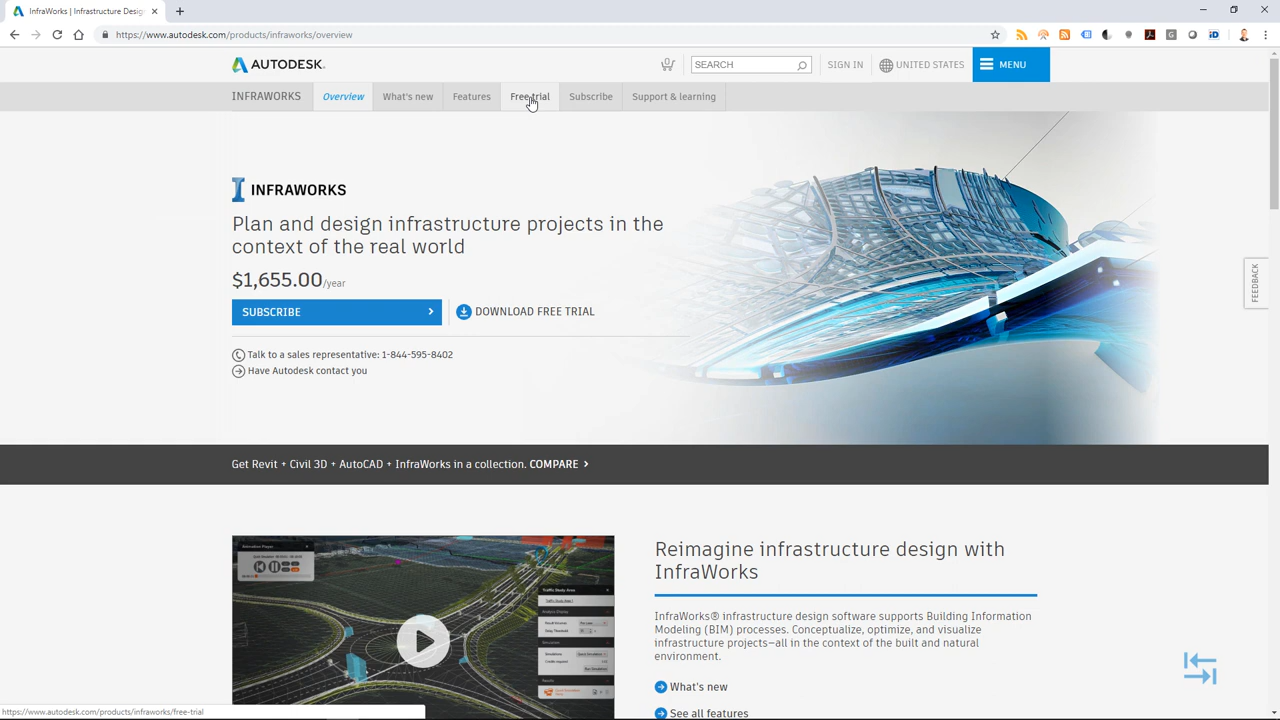 InfraWorks | Infrastructure Desig
https://www.autodesk.com/products/infraworks/overview
AUTODESK.
0
SEARCH
SIGN IN
UNITED STATES
MENU
INFRAWORKS
Overview
What's new
Features
Free trial
Subscribe
Support & learning
INFRAWORKS
Plan and design infrastructure projects in the
context of the real world
$1,655.00/year
SUBSCRIBE
DOWNLOAD FREE TRIAL
Talk to a sales representative: 1-844-595-8402
Have Autodesk contact you
FEEDBACK
Get Revit + Civil 3D + AutoCAD + InfraWorks in a collection. COMPARE
Reimagine infrastructure design with
InfraWorks
InfraWorks® infrastructure design software supports Building Information
Modeling (BIM) processes. Conceptualize, optimize, and visualize
infrastructure projects—all in the context of the built and natural
environment.
What's new
See all features
Traffic Study Area
https://www.autodesk.com/products/infraworks/free-trial